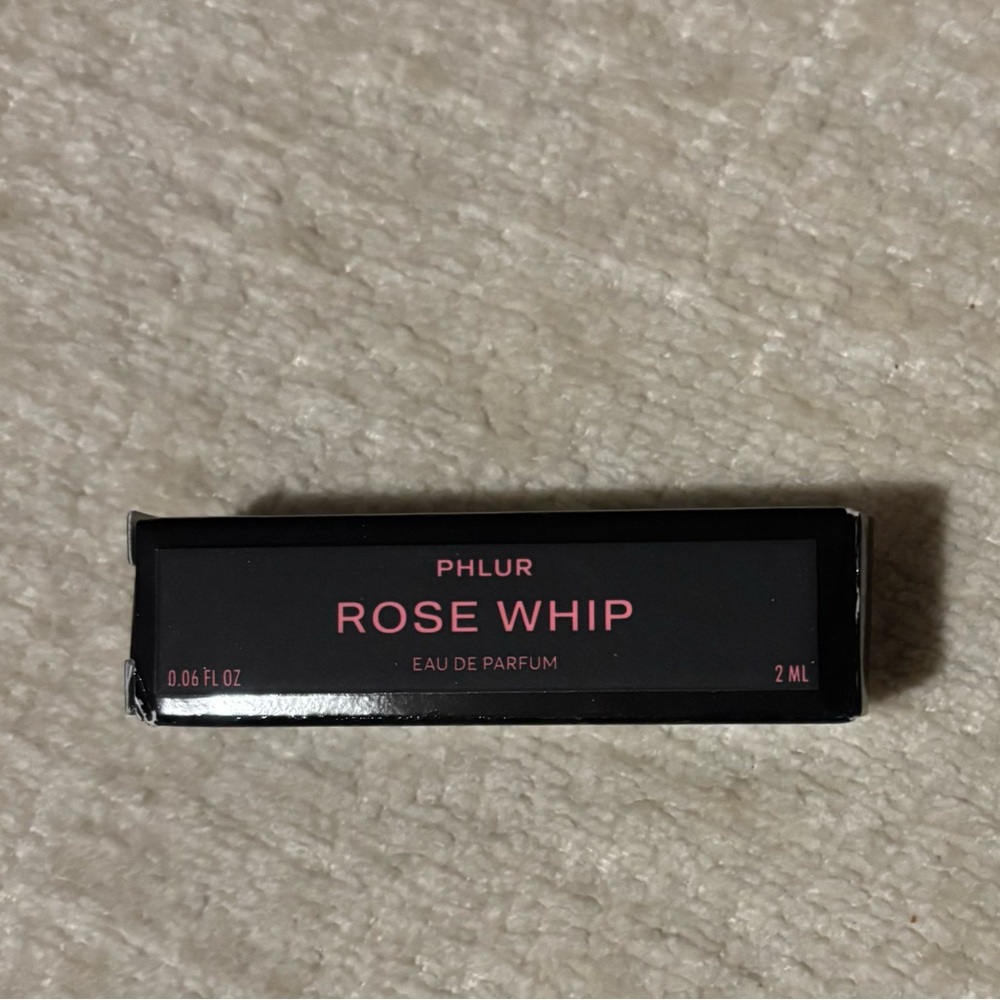 PHLUR
ROSE WHIP
EAU DE PARFUM
0.06 FL OZ
2 ML